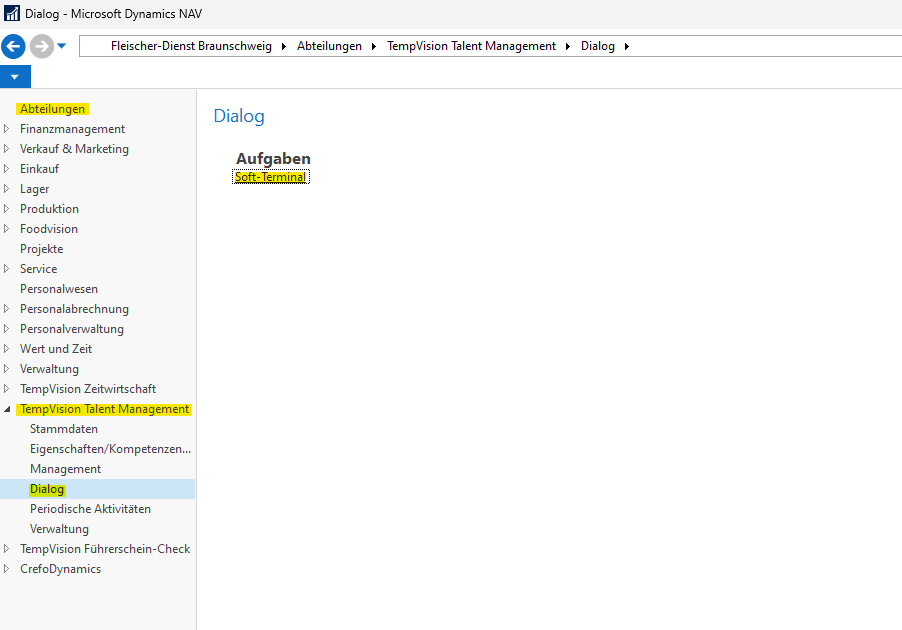 Dialog - Microsoft Dynamics NAV
Fleischer-Dienst Braunschweig Abteilungen TempVision Talent Management Dialog
Abteilungen
Finanzmanagement
Verkauf & Marketing
Einkauf
Lager
Produktion
Foodvision
Projekte
Service
Personalwesen
Personalabrechnung
Personalverwaltung
Wert und Zeit
Verwaltung
TempVision Zeitwirtschaft
TempVision Talent Management
Stammdaten
Eigenschaften/Kompetenzen...
Management
Dialog
Periodische Aktivitäten
Verwaltung
TempVision Führerschein-Check
CrefoDynamics
Dialog
Aufgaben
Soft-Terminal